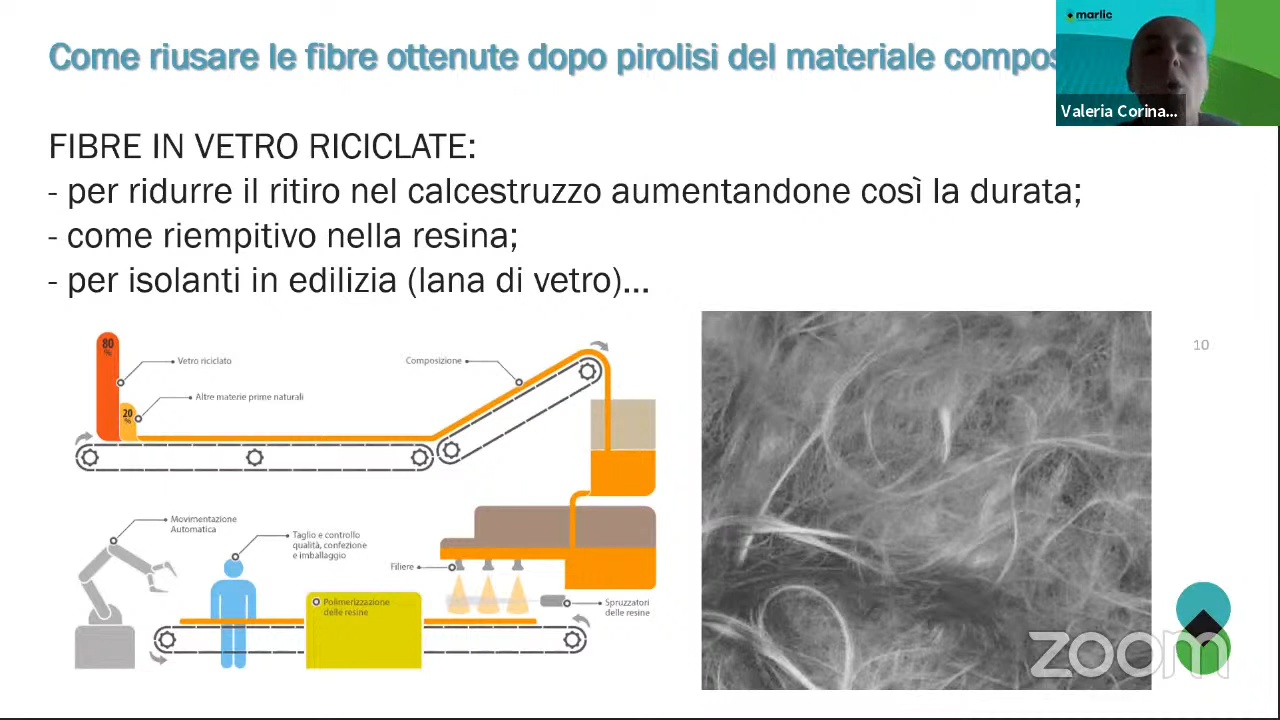 Come riusare le fibre ottenute dopo pirolisi del materiale compos
marlic
Valeria Corina...
FIBRE IN VETRO RICICLATE:
- per ridurre il ritiro nel calcestruzzo aumentandone così la durata;
- come riempitivo nella resina;
- per isolanti in edilizia (lana di vetro)...
10
80
%
Vetro riciclato
Composizione
20
%
Altre materie prime naturali
Movimentazione
Automatica
Taglio e controllo
qualità, confezione
e imballaggio
Filiere
Polimerizzazione
delle resine
Spruzzatori
delle resine
zoom